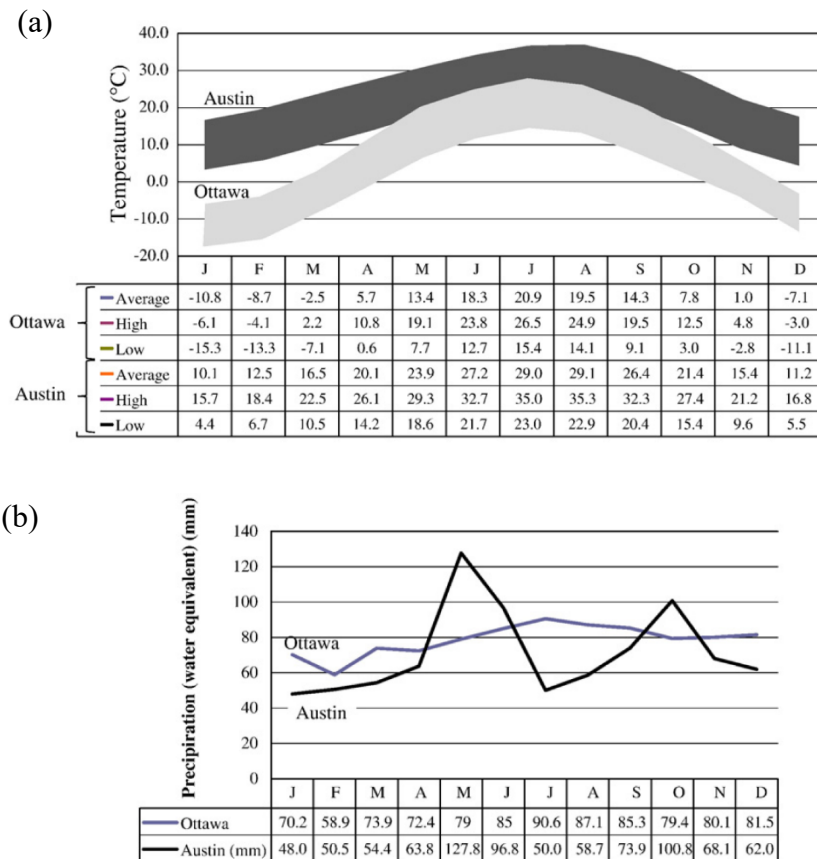 (a)
Temperature (°C)
40.0
30.0
20.0
10.0
0.0
-10.0
-20.0
Austin
Ottawa
J F M A M J J A S O N D
Ottawa
Average -10.8 -8.7 -2.5 5.7 13.4 18.3 20.9 19.5 14.3 7.8 1.0 -7.1
High -6.1 -4.1 2.2 10.8 19.1 23.8 26.5 24.9 19.5 12.5 4.8 -3.0
Low -15.3 -13.3 -7.1 0.6 7.7 12.7 15.4 14.1 9.1 3.0 -2.8 -11.1
Austin
Average 10.1 12.5 16.5 20.1 23.9 27.2 29.0 29.1 26.4 21.4 15.4 11.2
High 15.7 18.4 22.5 26.1 29.3 32.7 35.0 35.3 32.3 27.4 21.2 16.8
Low 4.4 6.7 10.5 14.2 18.6 21.7 23.0 22.9 20.4 15.4 9.6 5.5
(b)
Precipiration (water equivalent) (mm)
140
120
100
80
60
40
20
0
Ottawa
Austin
J F M A M J J A S O N D
Ottawa 70.2 58.9 73.9 72.4 79 85 90.6 87.1 85.3 79.4 80.1 81.5
Austin (mm) 48.0 50.5 54.4 63.8 127.8 96.8 50.0 58.7 73.9 100.8 68.1 62.0